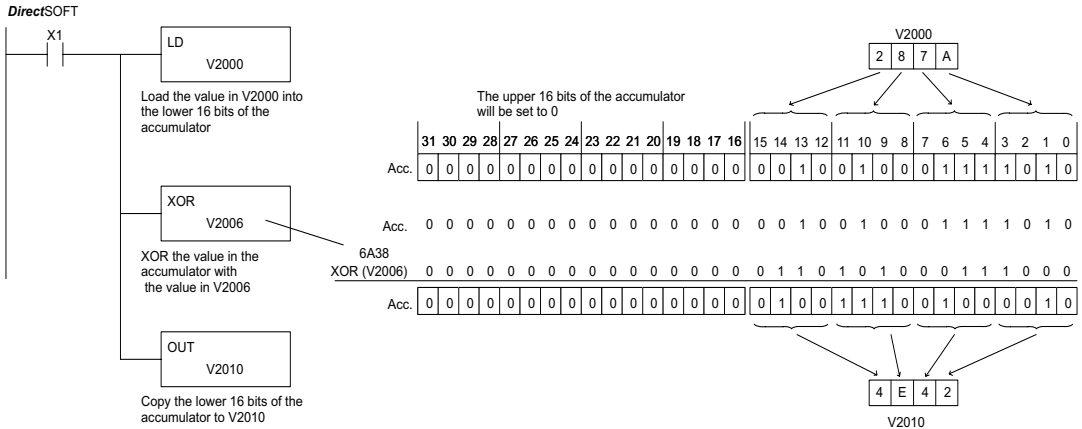 DirectSOFT
X1
LD
V2000
Load the value in V2000 into
the lower 16 bits of the
accumulator
XOR
V2006
XOR the value in the
accumulator with
the value in V2006
OUT
V2010
Copy the lower 16 bits of the
accumulator to V2010
V2000
2 8 7 A
The upper 16 bits of the accumulator
will be set to 0
31 30 29 28 27 26 25 24 23 22 21 20 19 18 17 16 15 14 13 12 11 10 9 8 7 6 5 4 3 2 1 0
Acc. 0 0 0 0 0 0 0 0 0 0 0 0 0 0 0 0 0 0 1 0 0 1 0 0 0 1 1 1 1 0 1 0
Acc. 0 0 0 0 0 0 0 0 0 0 0 0 0 0 0 0 0 0 1 0 0 1 0 0 0 1 1 1 1 0 1 0
6A38
XOR (V2006) 0 0 0 0 0 0 0 0 0 0 0 0 0 0 0 0 0 1 1 0 1 0 1 0 0 0 1 1 1 0 0 0
Acc. 0 0 0 0 0 0 0 0 0 0 0 0 0 0 0 0 0 1 0 0 1 1 1 0 0 1 0 0 0 0 1 0
4 E 4 2
V2010